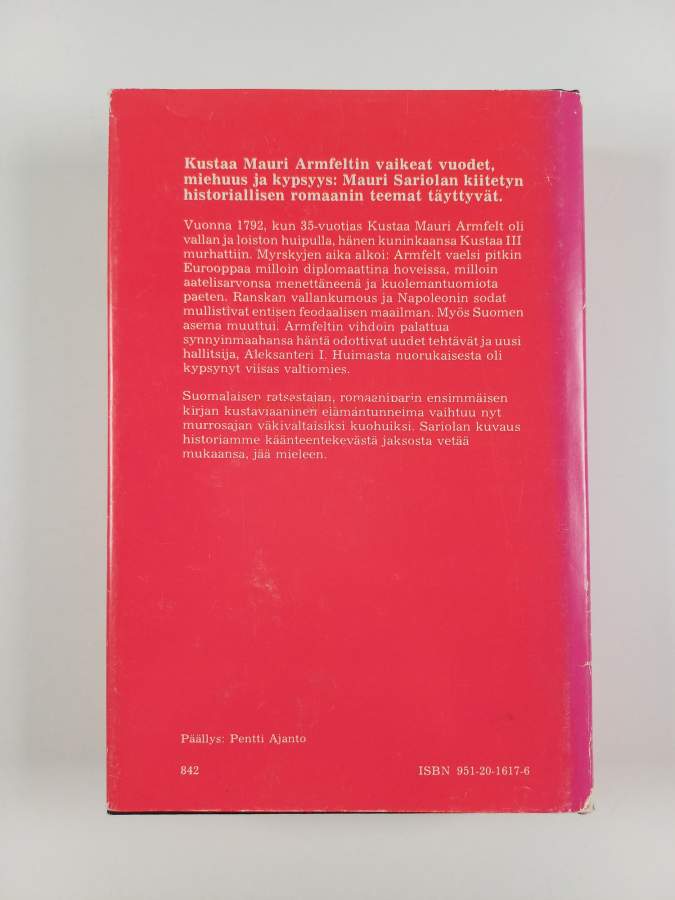 Kustaa Mauri Armfeltin vaikeat vuodet,
miehuus ja kypsyys: Mauri Sariolan kiitetyn
historiallisen romaanin teemat täyttyvät.
Vuonna 1792, kun 35-vuotias Kustaa Mauri Armfelt oli
vallan ja loiston huipulla, hänen kuninkaansa Kustaa III
murhattiin. Myrskyjen aika alkoi: Armfelt vaelsi pitkin
Eurooppaa milloin diplomaattina hoveissa, milloin
aatelisarvonsa menettäneenä ja kuolemantuomiota
paeten. Ranskan vallankumous ja Napoleonin sodat
mullistivat entisen feodaalisen maailman. Myös Suomen
asema muuttui. Armfeltin vihdoin palattua
synnyinmaahansa häntä odottivat uudet tehtävät ja uusi
hallitsija, Aleksanteri I. Huimasta nuorukaisesta oli
kypsynyt viisas valtiomies.
Suomalaisen ratsastajan, romaaniparin ensimmäisen
kirjan kustaviaaninen elämäntunnelma vaihtuu nyt
murrosajan väkivaltaisiksi kuohuiksi. Sariolan kuvaus
historiamme käänteentekevästä jaksosta vetää
mukaansa, jää mieleen.
Päällys: Pentti Ajanto
842 ISBN 951-20-1617-6